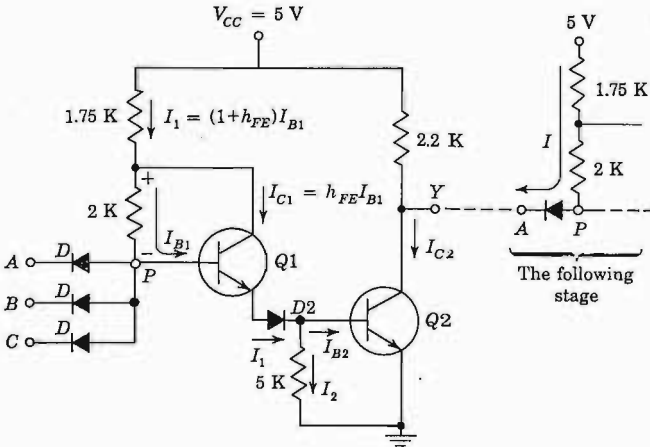 V_CC = 5 V
5 V
1.75 K
I_1 = (1+h_FE)I_B1
2.2 K
1.75 K
I
2 K
+
I_C1 = h_FE I_B1
Y
2 K
-
I_B1
I_C2
A
P
A
D
P
Q1
The following
stage
B
D
D2
Q2
C
D
I_1
I_B2
5 K
I_2